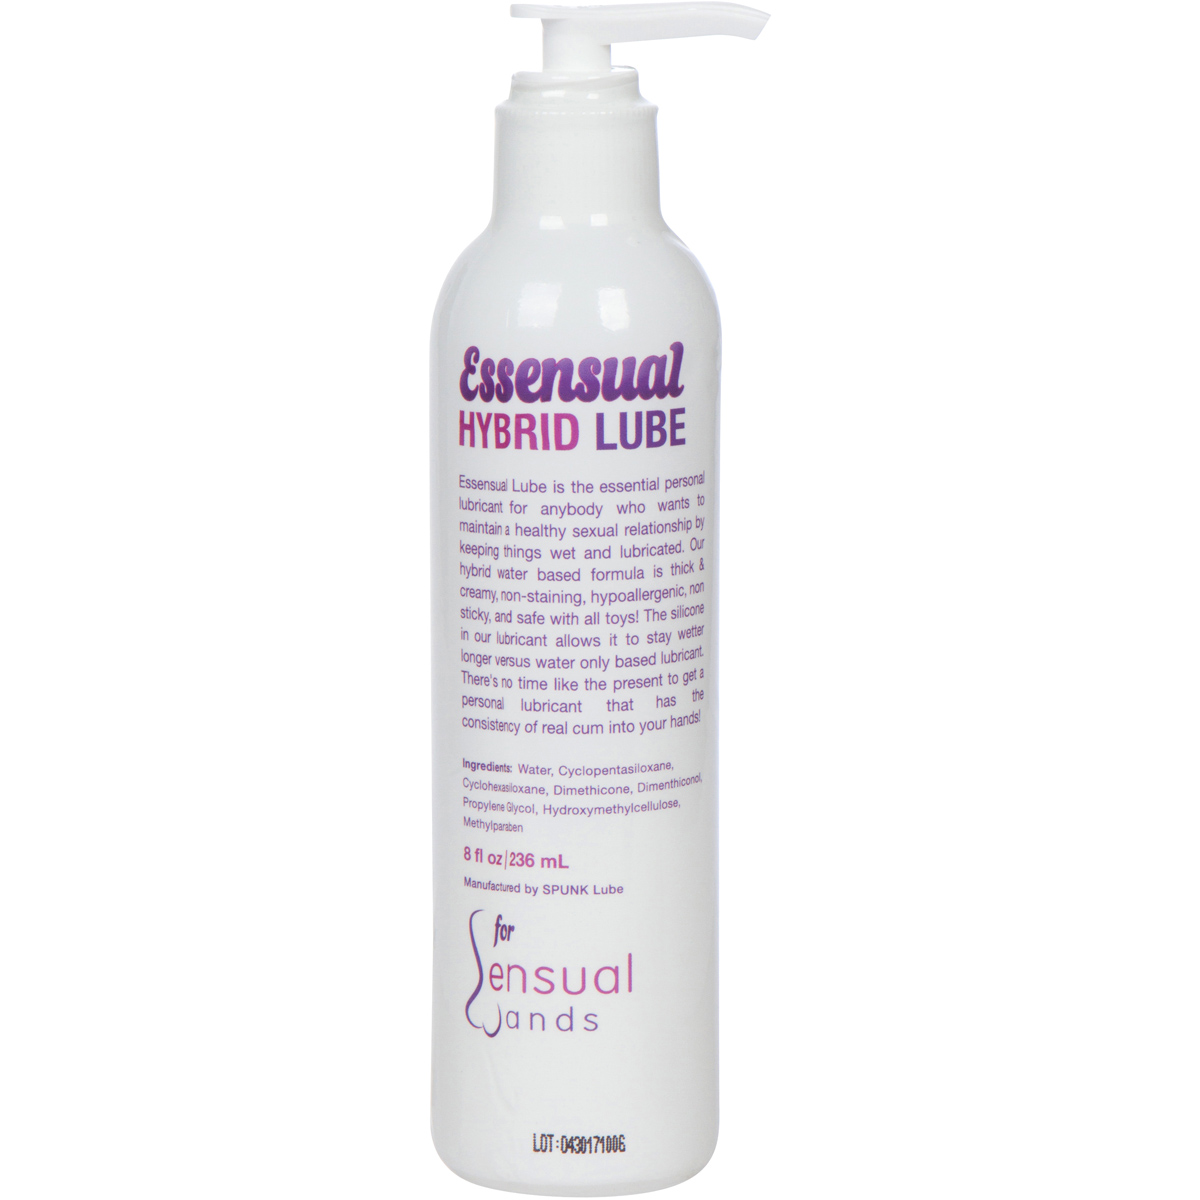 Essensual
HYBRID LUBE
Essensual Lube is the essential personal
lubricant for anybody who wants to
maintain a healthy sexual relationship by
keeping things wet and lubricated. Our
hybrid water based formula is thick &
creamy, non-staining, hypoallergenic, non
sticky, and safe with all toys! The silicone
in our lubricant allows it to stay wetter
longer versus water only based lubricant.
There's no time like the present to get a
personal lubricant that has the
consistency of real cum into your hands!
Ingredients: Water, Cyclopentasiloxane,
Cyclohexasiloxane, Dimethicone, Dimenthiconol,
Propylene Glycol, Hydroxymethylcellulose,
Methylparaben
8 fl oz|236 mL
Manufactured by SPUNK Lube
for
Sensual
Wands
LOT:0430171006